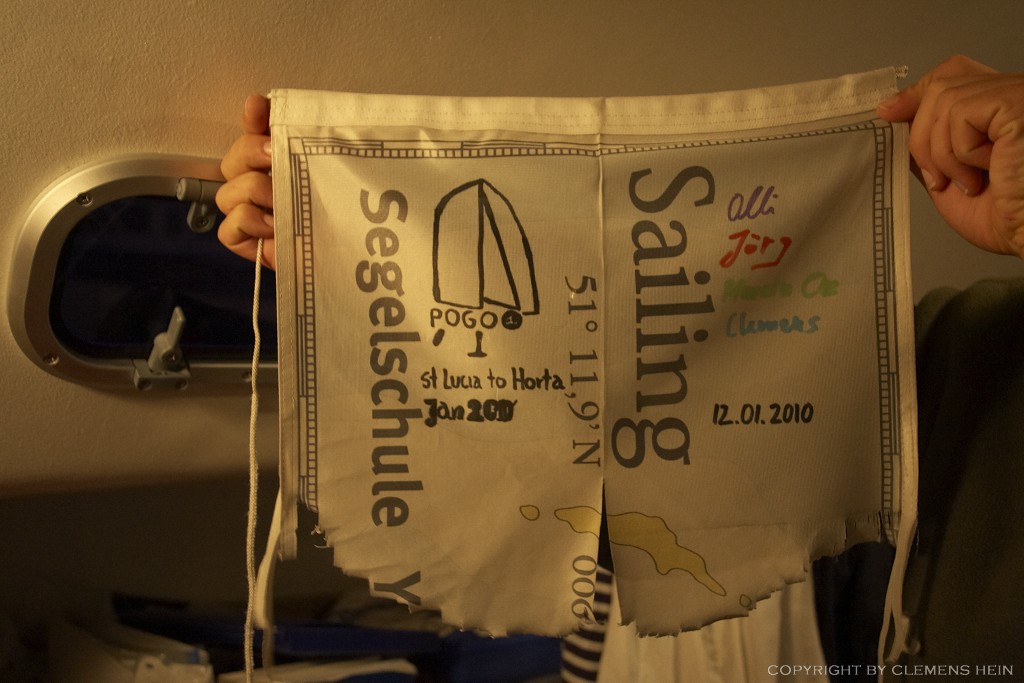 Segelschule Y
POGO 1
St Lucia to Horta
Jan
51° 11,9' N
006
Sailing
Olli
Jörg
Clemens
12.01.2010
COPYRIGHT BY CLEMENS HEIN